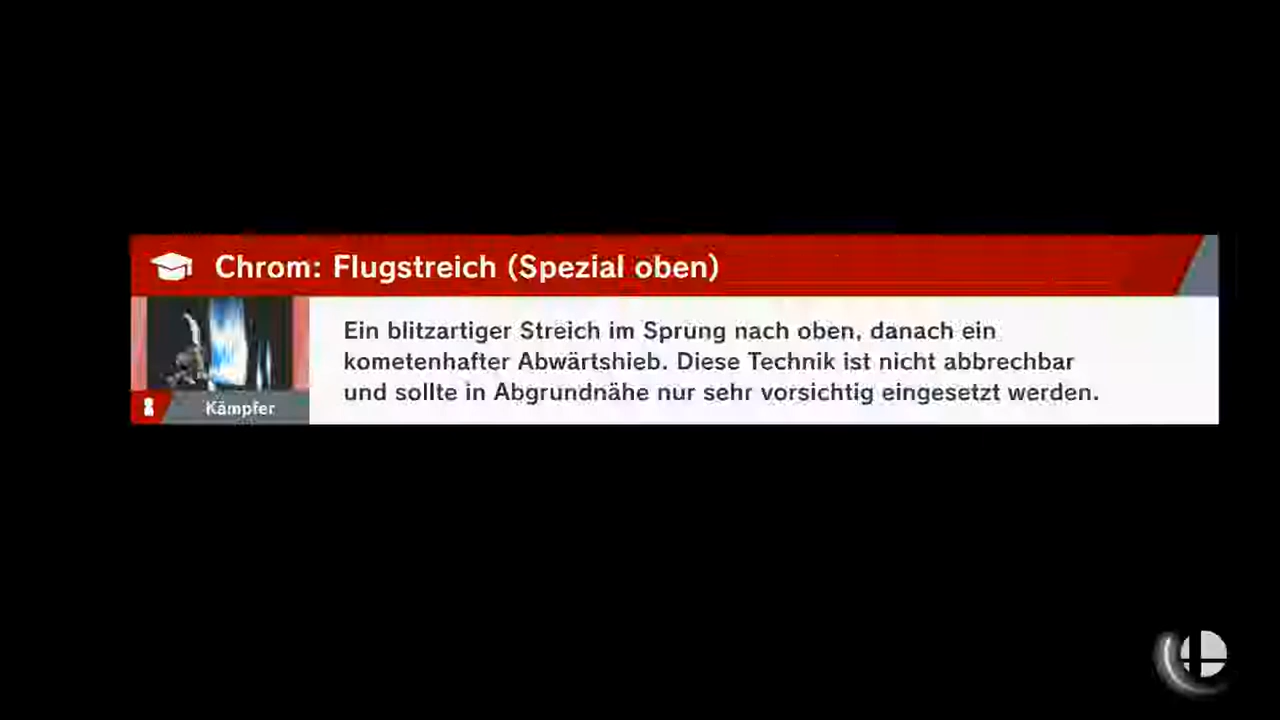 Chrom: Flugstreich (Spezial oben)
Ein blitzartiger Streich im Sprung nach oben, danach ein
kometenhafter Abwärtshieb. Diese Technik ist nicht abbrechbar
und sollte in Abgrundnähe nur sehr vorsichtig eingesetzt werden.
Kämpfer